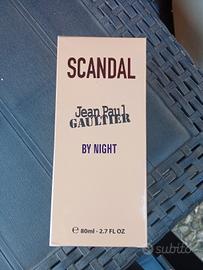 SCANDAL
Jean Paul
GAULTIER
BY NIGHT
e 80ml - 2.7 FL OZ
subito